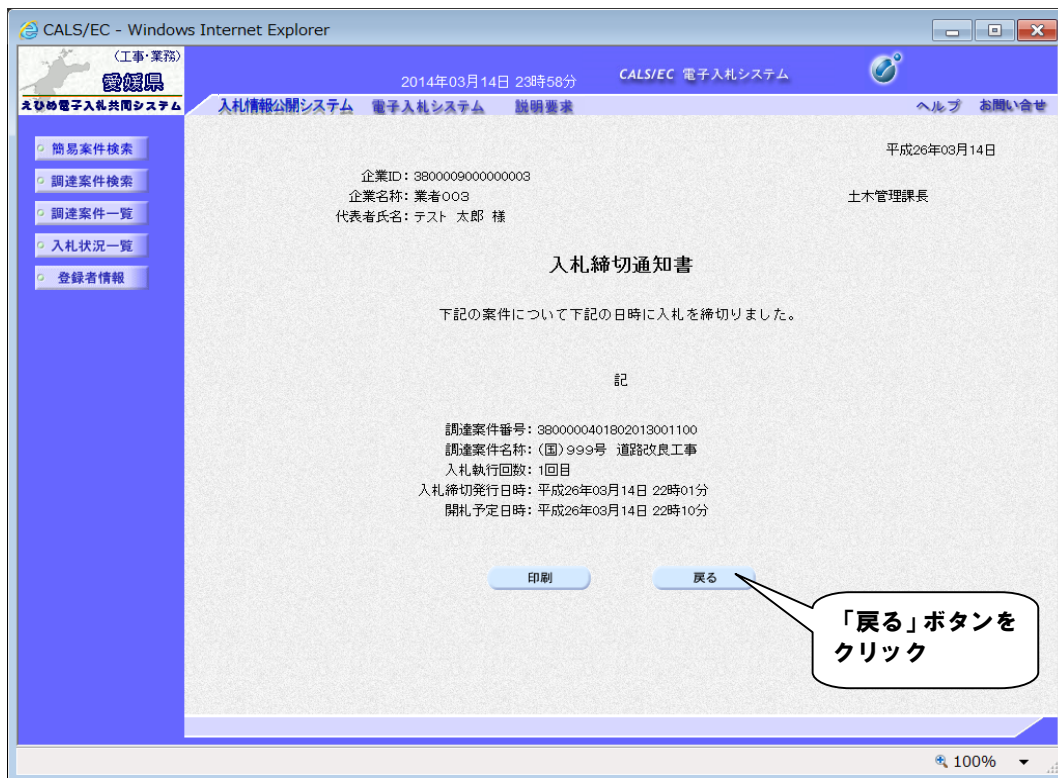 CALS/EC - Windows Internet Explorer
(工事・業務)
愛媛県
えひめ電子入札共同システム
2014年03月14日 23時58分
CALS/EC 電子入札システム
入札情報公開システム 電子入札システム 説明要求 ヘルプ お問い合せ
簡易案件検索
調達案件検索
調達案件一覧
入札状況一覧
登録者情報
平成26年03月14日
企業ID：3800009000000003
企業名称：業者003
土木管理課長
代表者氏名：テスト 太郎 様
入札締切通知書
下記の案件について下記の日時に入札を締切りました。
記
調達案件番号：3800000401802013001100
調達案件名称：(国)999号 道路改良工事
入札執行回数：1回目
入札締切発行日時：平成26年03月14日 22時01分
開札予定日時：平成26年03月14日 22時10分
印刷 戻る
「戻る」ボタンを
クリック
100%